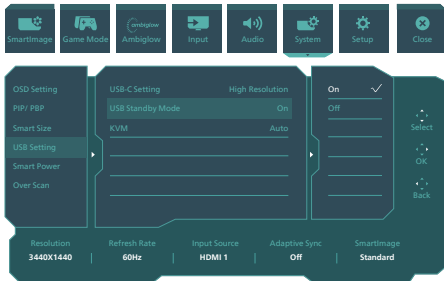 SmartImage
Game Mode
ambiglow
Ambiglow
Input
Audio
System
Setup
Close
OSD Setting
PIP/ PBP
Smart Size
USB Setting
Smart Power
Over Scan
USB-C Setting High Resolution
USB Standby Mode On
KVM Auto
On
Off
Select
OK
Back
Resolution Refresh Rate Input Source Adaptive Sync SmartImage
3440X1440 | 60Hz | HDMI 1 | Off | Standard